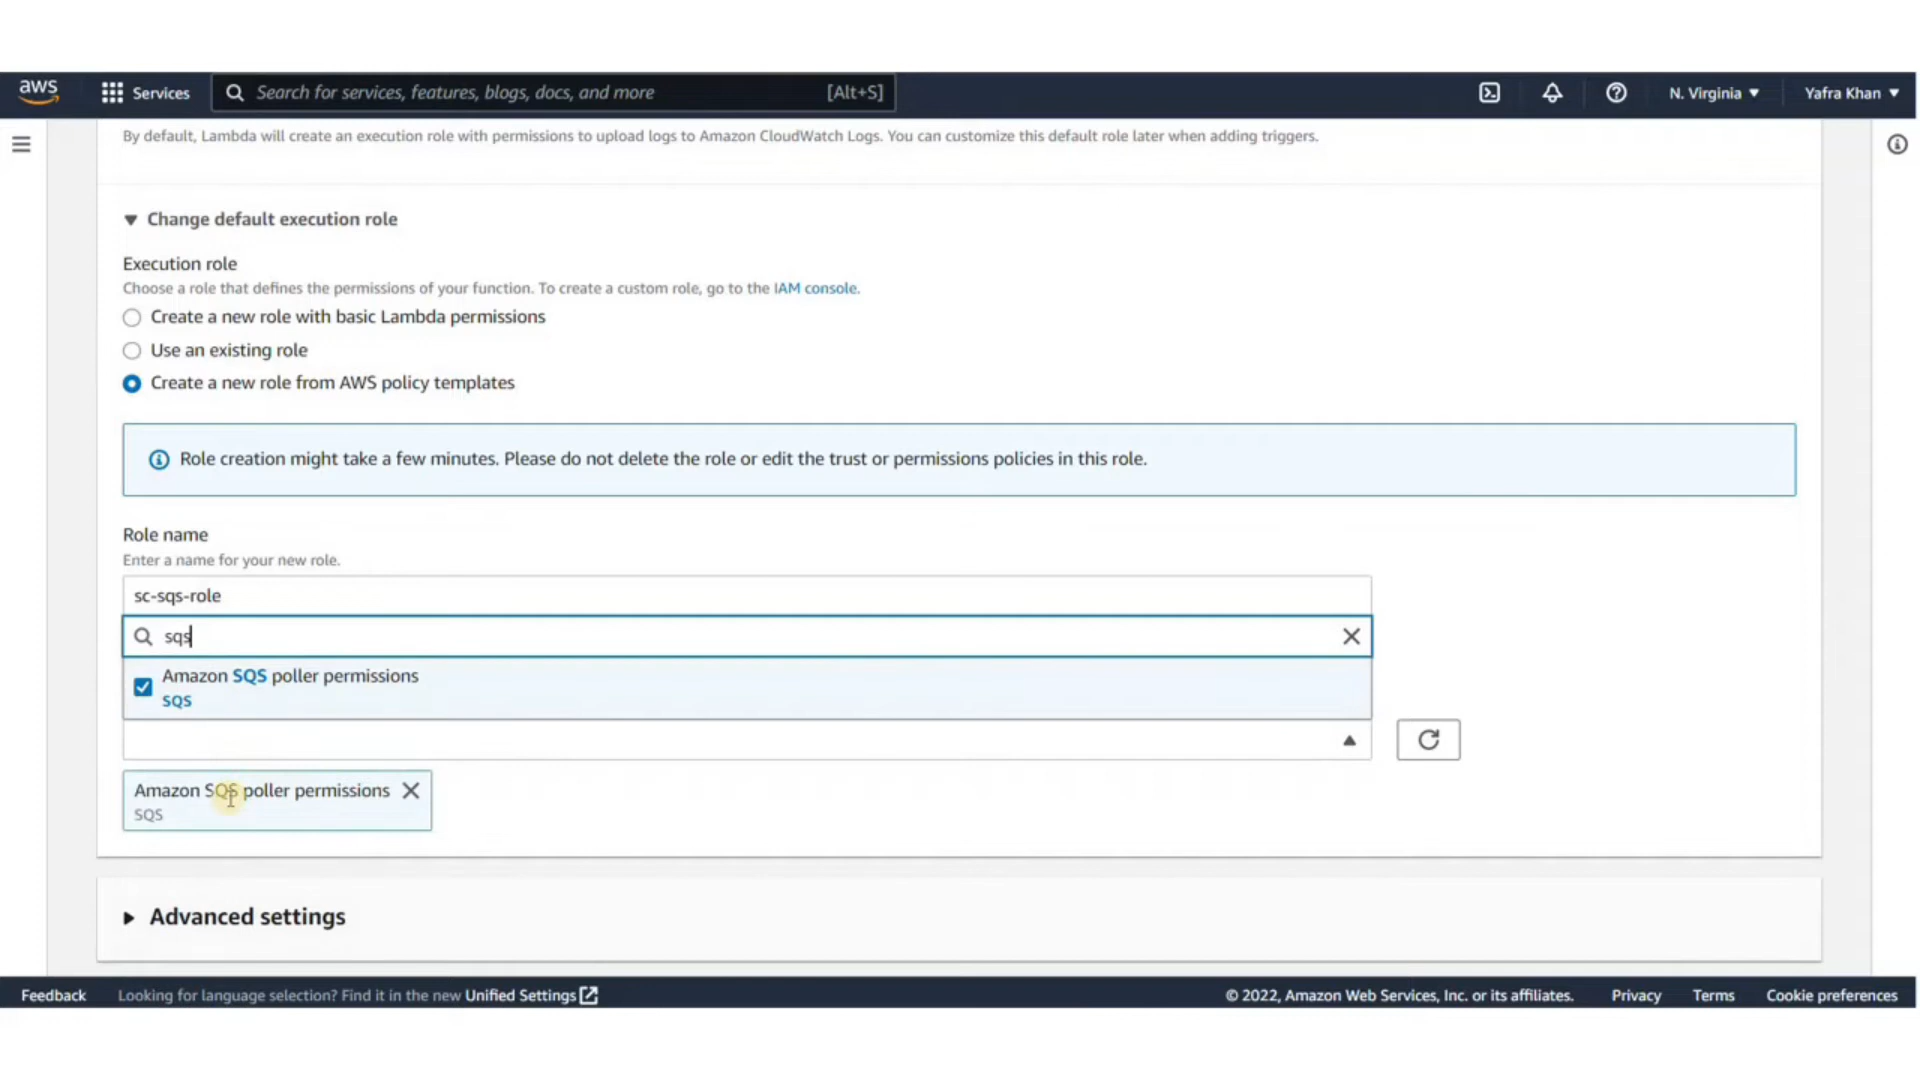 aws
Services
Search for services, features, blogs, docs, and more
[Alt+S]
N. Virginia
Yafra Khan
By default, Lambda will create an execution role with permissions to upload logs to Amazon CloudWatch Logs. You can customize this default role later when adding triggers.
Change default execution role
Execution role
Choose a role that defines the permissions of your function. To create a custom role, go to the IAM console.
Create a new role with basic Lambda permissions
Use an existing role
Create a new role from AWS policy templates
Role creation might take a few minutes. Please do not delete the role or edit the trust or permissions policies in this role.
Role name
Enter a name for your new role.
sc-sqs-role
sqs
Amazon SQS poller permissions
SQS
Amazon SQS poller permissions
SQS
Advanced settings
Feedback
Looking for language selection? Find it in the new Unified Settings
© 2022, Amazon Web Services, Inc. or its affiliates.
Privacy
Terms
Cookie preferences